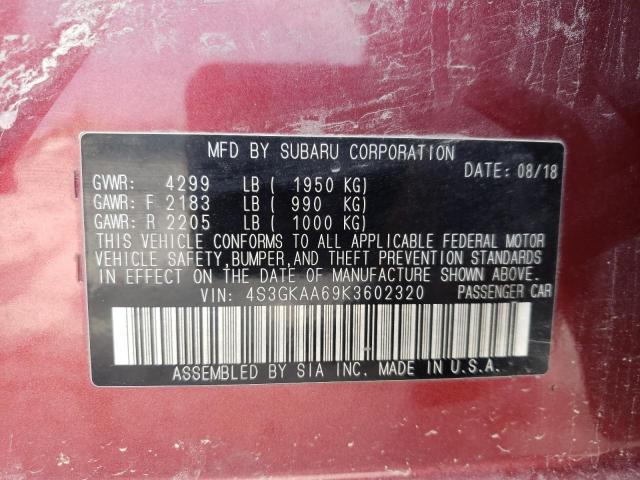 MFD BY SUBARU CORPORATION
DATE: 08/18
GVWR: 4299 LB ( 1950 KG)
GAWR: F 2183 LB ( 990 KG)
GAWR: R 2205 LB ( 1000 KG)
THIS VEHICLE CONFORMS TO ALL APPLICABLE FEDERAL MOTOR
VEHICLE SAFETY,BUMPER,AND THEFT PREVENTION STANDARDS
IN EFFECT ON THE DATE OF MANUFACTURE SHOWN ABOVE.
VIN: 4S3GKAA69K3602320 PASSENGER CAR
ASSEMBLED BY SIA INC. MADE IN U.S.A.